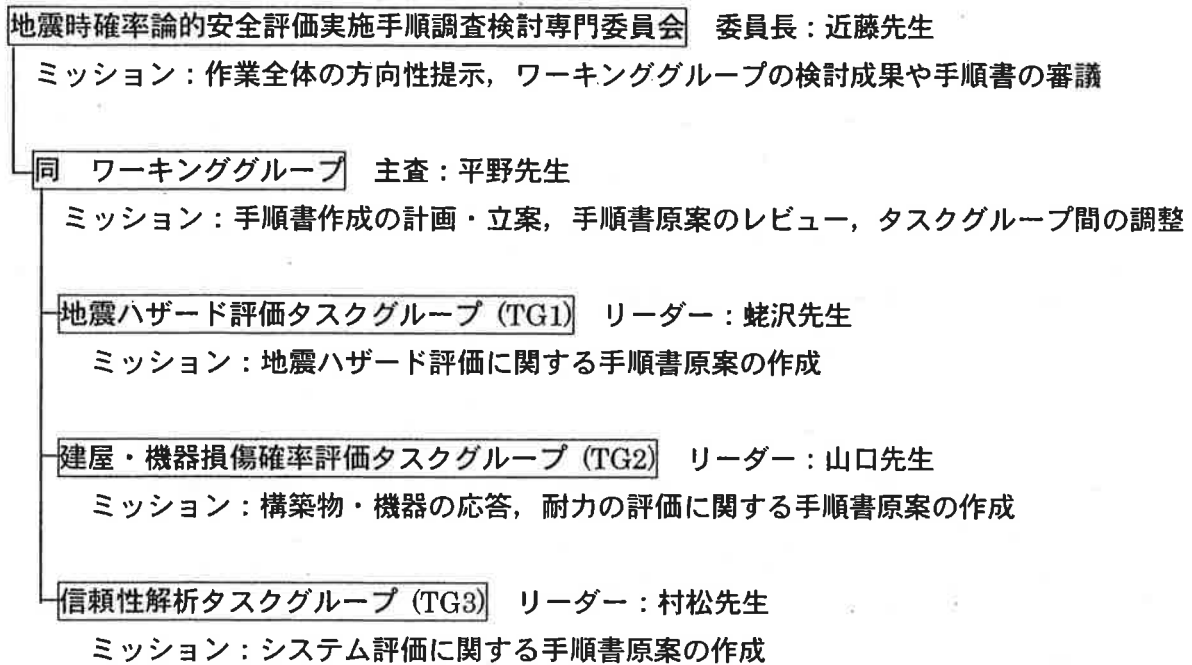 地震時確率論的安全評価実施手順調査検討専門委員会　委員長：近藤先生
ミッション：作業全体の方向性提示，ワーキンググループの検討成果や手順書の審議
同　ワーキンググループ　主査：平野先生
ミッション：手順書作成の計画・立案，手順書原案のレビュー，タスクグループ間の調整
地震ハザード評価タスクグループ (TG1)　リーダー：蛯沢先生
ミッション：地震ハザード評価に関する手順書原案の作成
建屋・機器損傷確率評価タスクグループ (TG2)　リーダー：山口先生
ミッション：構築物・機器の応答，耐力の評価に関する手順書原案の作成
信頼性解析タスクグループ (TG3)　リーダー：村松先生
ミッション：システム評価に関する手順書原案の作成